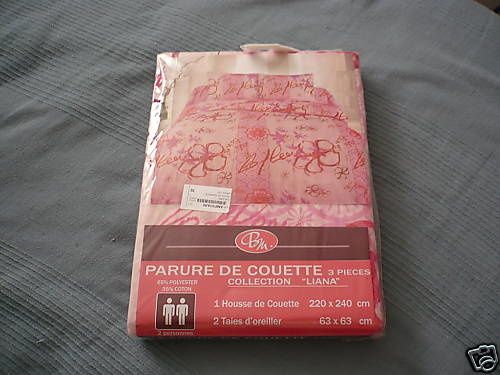 BM
PARURE DE COUETTE 3 PIECES
COLLECTION "LIANA"
65% POLYESTER
35% COTON
1 Housse de Couette 220 x 240 cm
2 Taies d'oreiller 63 x 63 cm
2 personnes